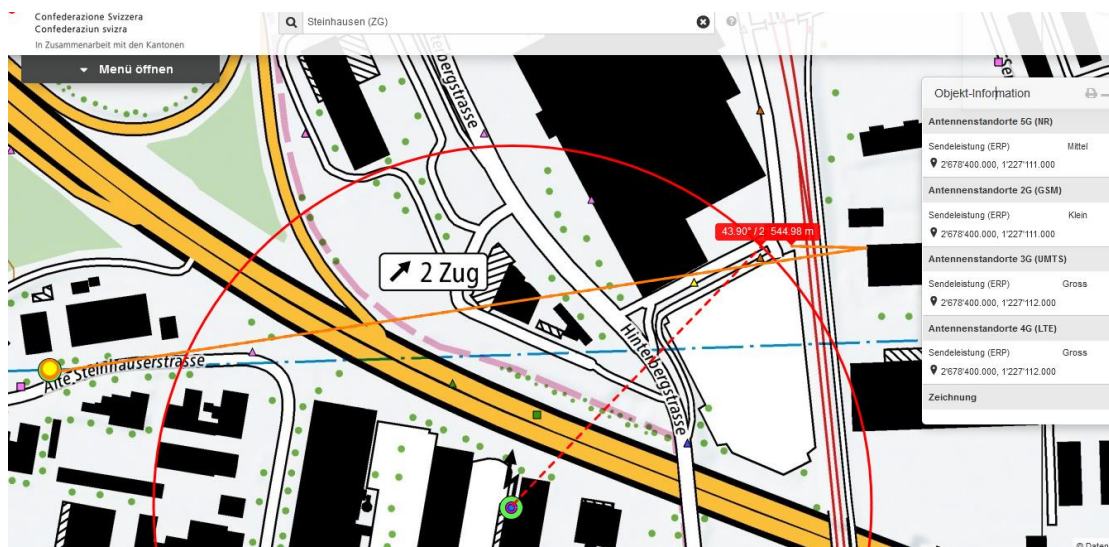 Confederazione Svizzera
Confederaziun svizra
In Zusammenarbeit mit den Kantonen
Steinhausen (ZG)
Menü öffnen
Hinterbergstrasse
Objekt-Information
Antennenstandorte 5G (NR)
Sendeleistung (ERP) Mittel
2'678'400.000, 1'227'111.000
Antennenstandorte 2G (GSM)
Sendeleistung (ERP) Klein
2'678'400.000, 1'227'111.000
Antennenstandorte 3G (UMTS)
Sendeleistung (ERP) Gross
2'678'400.000, 1'227'112.000
Antennenstandorte 4G (LTE)
Sendeleistung (ERP) Gross
2'678'400.000, 1'227'112.000
Zeichnung
43.90° / 2 544.98 m
2 Zug
Hinterbergstrasse
Alte Steinhauserstrasse
© Daten